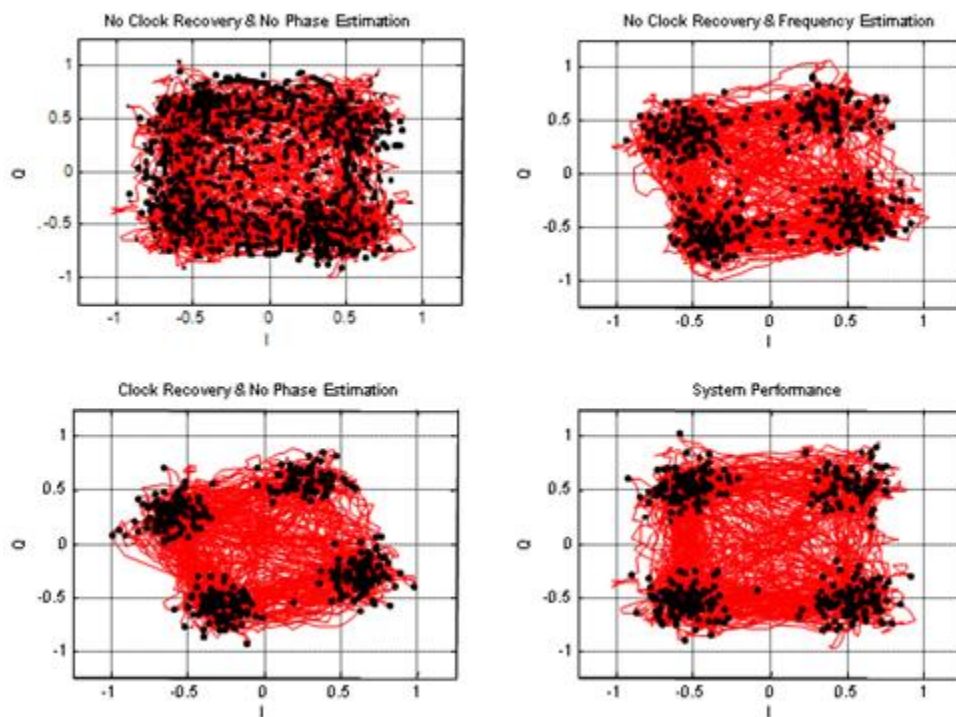 No Clock Recovery & No Phase Estimation
No Clock Recovery & Frequency Estimation
1
0.5
0
-0.5
-1
Q
-1 -0.5 0 0.5 1
I
1
0.5
0
-0.5
-1
Q
-1 -0.5 0 0.5 1
I
Clock Recovery & No Phase Estimation
System Performance
1
0.5
0
-0.5
-1
Q
-1 -0.5 0 0.5 1
I
1
0.5
0
-0.5
-1
Q
-1 -0.5 0 0.5 1
I